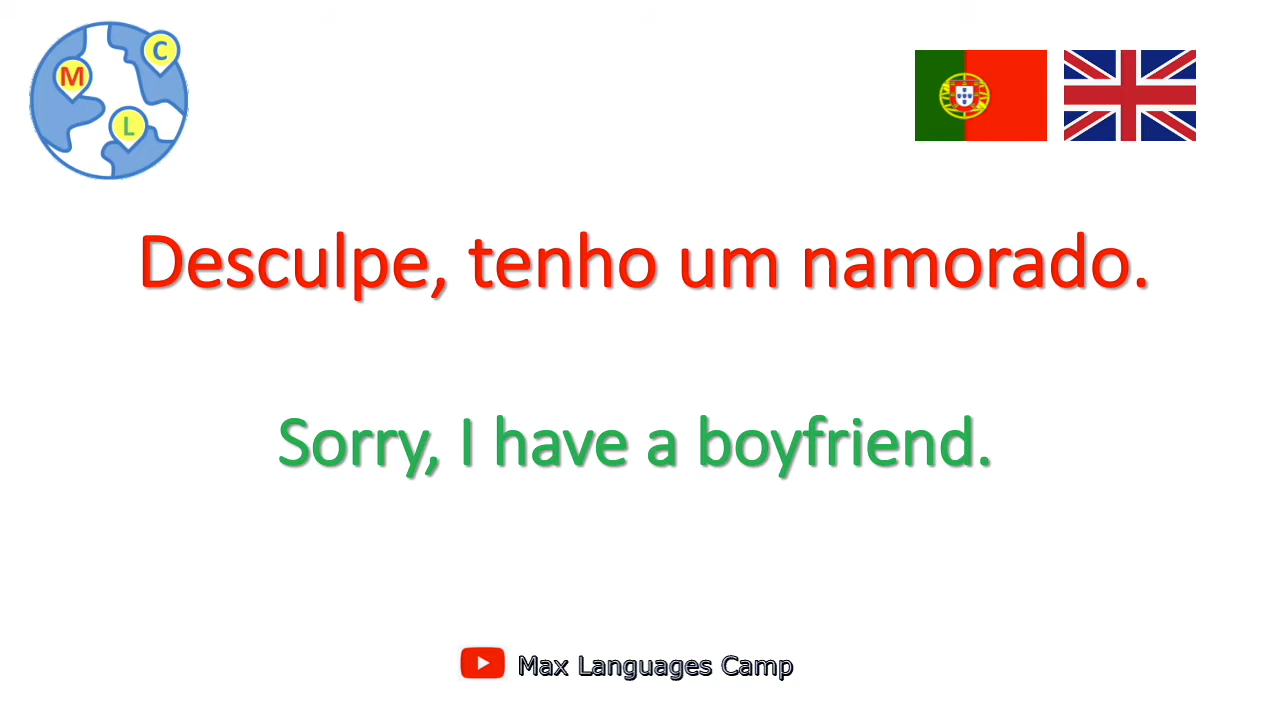 M
C
L
Desculpe, tenho um namorado.
Sorry, I have a boyfriend.
Max Languages Camp